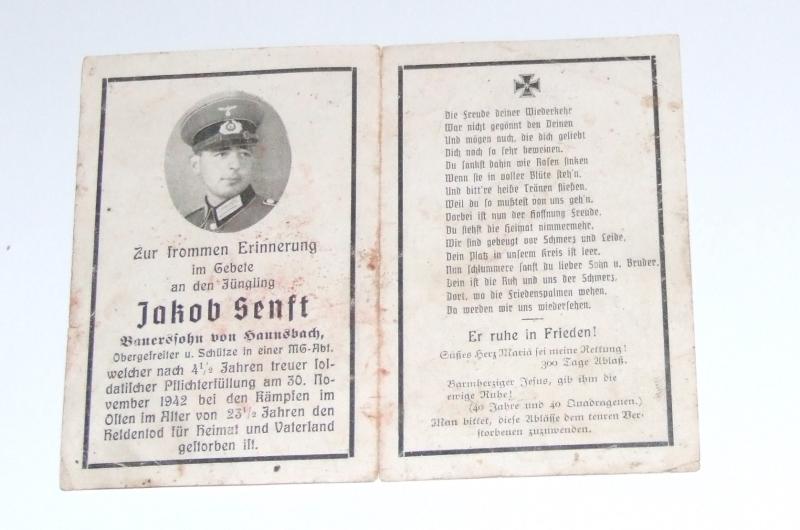 Zur frommen Erinnerung
im Gebete
an den Jüngling
Jakob Senft
Bauerssohn von Haunsbach,
Obergefreiter u. Schütze in einer MG-Abt.
welcher nach 4½ Jahren treuer sol-
datischer Pflichterfüllung am 30. No-
vember 1942 bei den Kämpfen im
Osten im Alter von 23½ Jahren den
Heldentod für Heimat und Vaterland
gestorben ist.
Die Freude deiner Wiederkehr
War nicht gegönnt den Deinen
Und mögen auch, die dich geliebt
Dich noch so sehr beweinen.
Du sankst dahin wie Rosen sinken
Wenn sie in voller Blüte steh'n.
Und bitt're heiße Tränen fließen.
Weil du so mußtest von uns geh'n.
Vorbei ist nun der Hoffnung Freude.
Du siehst die Heimat nimmermehr.
Wir sind gebeugt vor Schmerz und Leide,
Dein Platz in unserm Kreis ist leer.
Nun schlummere sanft du lieber Sohn u. Bruder.
Dein ist die Ruh und uns der Schmerz.
Dort, wo die Friedenspalmen wehen.
Da werden wir uns wiedersehen.
Er ruhe in Frieden!
Süßes Herz Mariä sei meine Rettung!
300 Tage Ablaß.
Barmherziger Jesus, gib ihm die
ewige Ruhe!
(40 Jahre und 40 Quadragenen.)
Man bittet, diese Ablässe dem teuren Ver-
storbenen zuzuwenden.